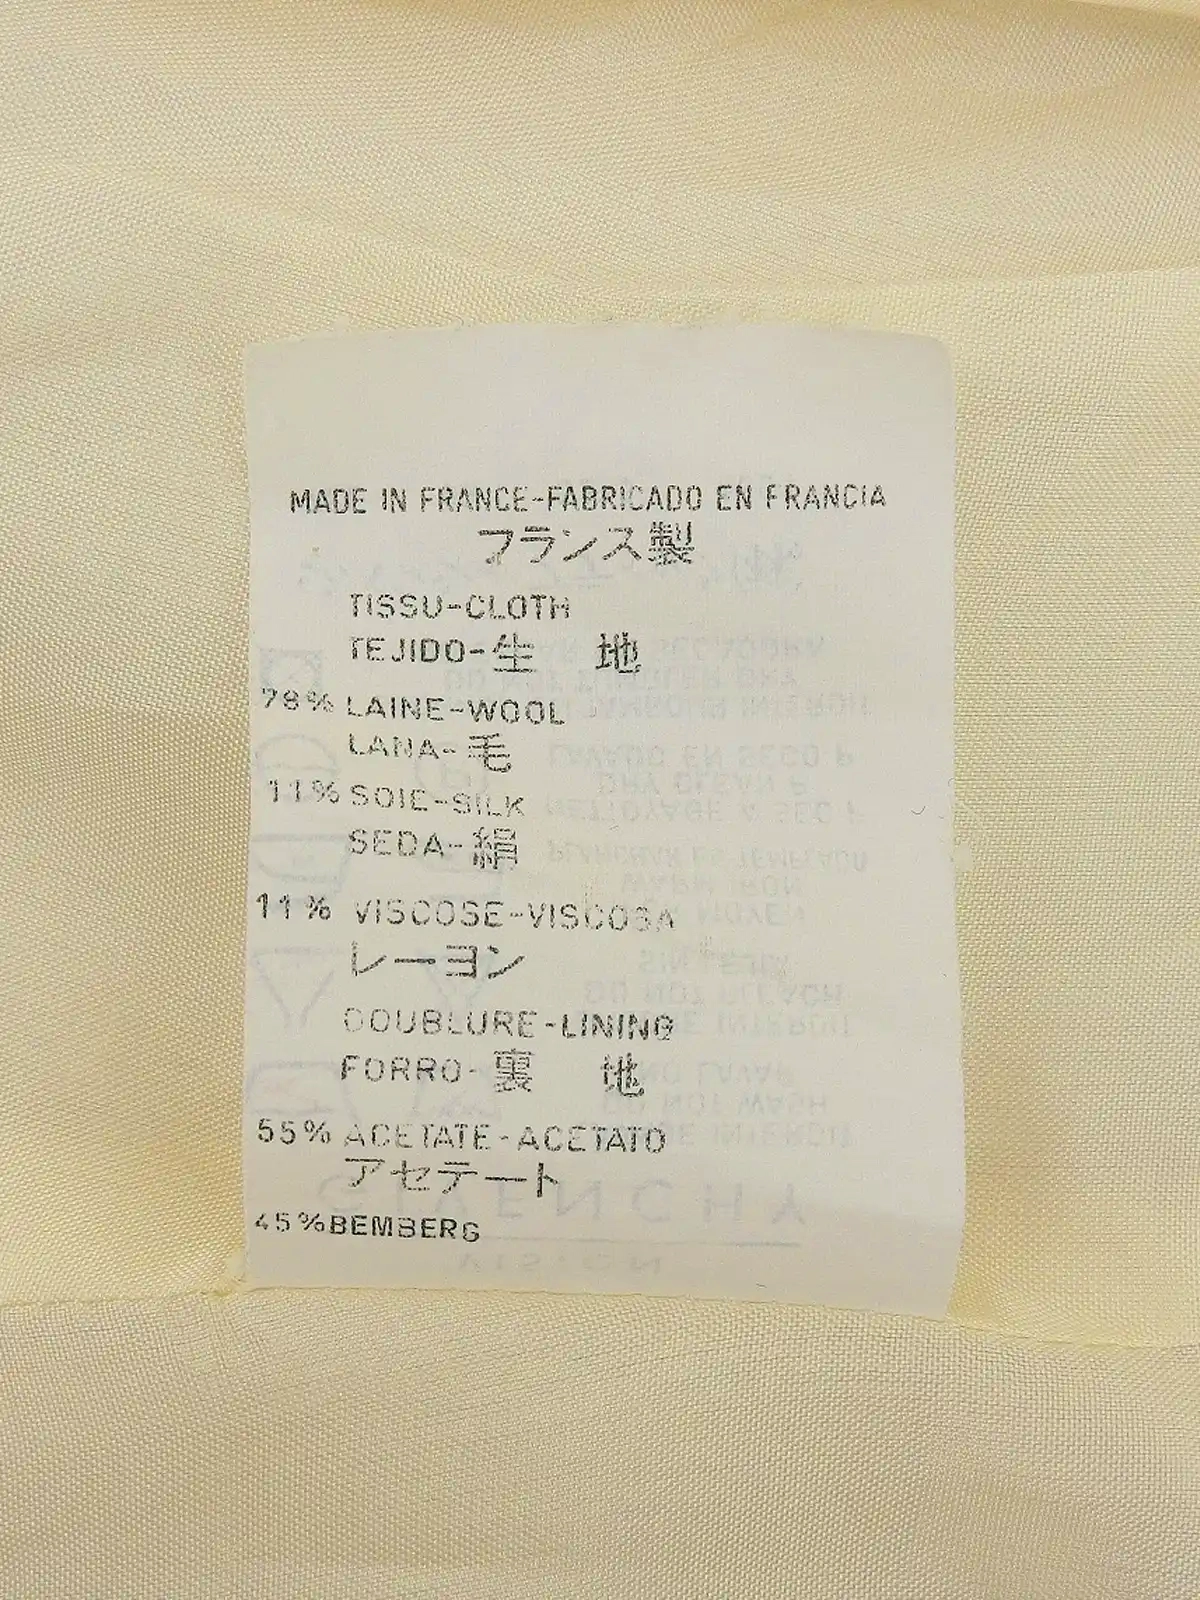 MADE IN FRANCE-FABRICADO EN FRANCIA
フランス製
TISSU-CLOTH
TEJIDO-生 地
78% LAINE-WOOL
LANA-毛
11% SOIE-SILK
SEDA-絹
11% VISCOSE-VISCOSA
レーヨン
DOUBLURE-LINING
FORRO-裏 地
55% ACETATE-ACETATO
アセテート
45%BEMBERG